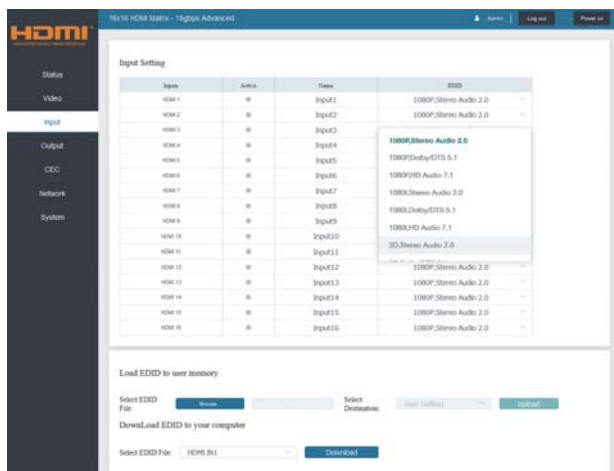 HDMI
16x16 HDMI Matrix - 18gbps Advanced
Admin
Log out
Power on
Status
Video
Input
Output
CEC
Network
System
Input Setting
Inputs Active Name EDID
HDMI 1 Input1 1080P,Stereo Audio 2.0
HDMI 2 Input2 1080P,Stereo Audio 2.0
HDMI 3 Input3
HDMI 4 Input4
HDMI 5 Input5
HDMI 6 Input6
HDMI 7 Input7
HDMI 8 Input8
HDMI 9 Input9
HDMI 10 Input10
HDMI 11 Input11
HDMI 12 Input12 1080P,Stereo Audio 2.0
HDMI 13 Input13 1080P,Stereo Audio 2.0
HDMI 14 Input14 1080P,Stereo Audio 2.0
HDMI 15 Input15 1080P,Stereo Audio 2.0
HDMI 16 Input16 1080P,Stereo Audio 2.0
1080P,Stereo Audio 2.0
1080P,Dolby/DTS 5.1
1080P,HD Audio 7.1
1080I,Stereo Audio 2.0
1080I,Dolby/DTS 5.1
1080I,HD Audio 7.1
3D,Stereo Audio 2.0
Load EDID to user memory
Select EDID
File:
Browse
Select
Destination:
Upload
DownLoad EDID to your computer
Select EDID File: HDMI IN1 Download